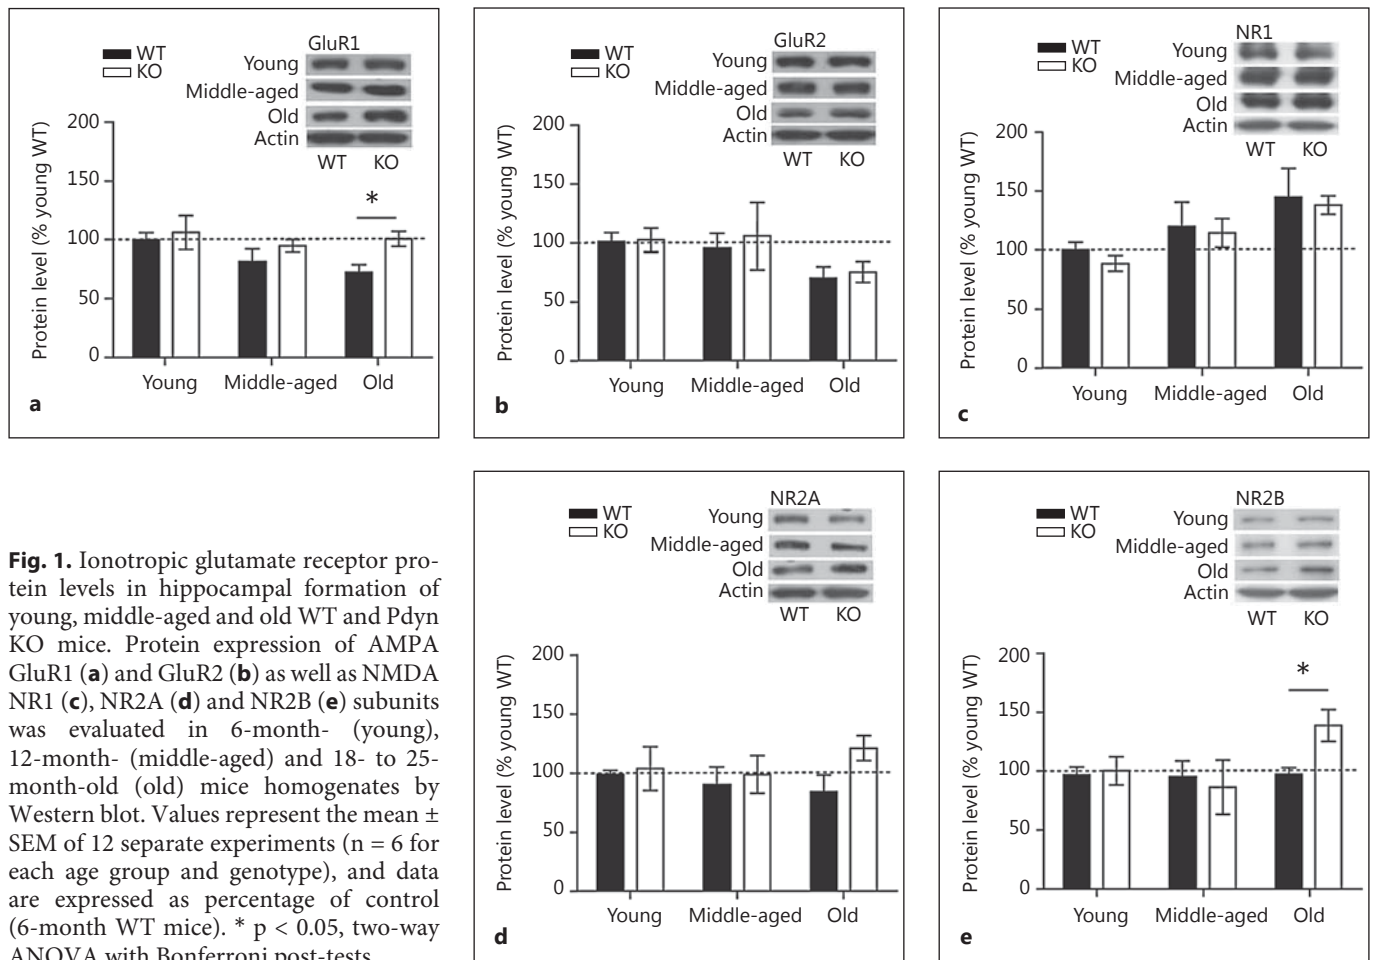 GluR1
WT
KO
Young
Middle-aged
Old
Actin
WT KO
Protein level (% young WT)
200
150
100
50
0
*
Young Middle-aged Old
a
GluR2
WT
KO
Young
Middle-aged
Old
Actin
WT KO
Protein level (% young WT)
200
150
100
50
0
Young Middle-aged Old
b
NR1
WT
KO
Young
Middle-aged
Old
Actin
WT KO
Protein level (% young WT)
200
150
100
50
0
Young Middle-aged Old
c
Fig. 1. Ionotropic glutamate receptor pro-
tein levels in hippocampal formation of
young, middle-aged and old WT and Pdyn
KO mice. Protein expression of AMPA
GluR1 (a) and GluR2 (b) as well as NMDA
NR1 (c), NR2A (d) and NR2B (e) subunits
was evaluated in 6-month- (young),
12-month- (middle-aged) and 18- to 25-
month-old (old) mice homogenates by
Western blot. Values represent the mean ±
SEM of 12 separate experiments (n = 6 for
each age group and genotype), and data
are expressed as percentage of control
(6-month WT mice). * p < 0.05, two-way
ANOVA with Bonferroni post-tests
NR2A
WT
KO
Young
Middle-aged
Old
Actin
WT KO
Protein level (% young WT)
200
150
100
50
0
Young Middle-aged Old
d
NR2B
WT
KO
Young
Middle-aged
Old
Actin
WT KO
Protein level (% young WT)
200
150
100
50
0
*
Young Middle-aged Old
e